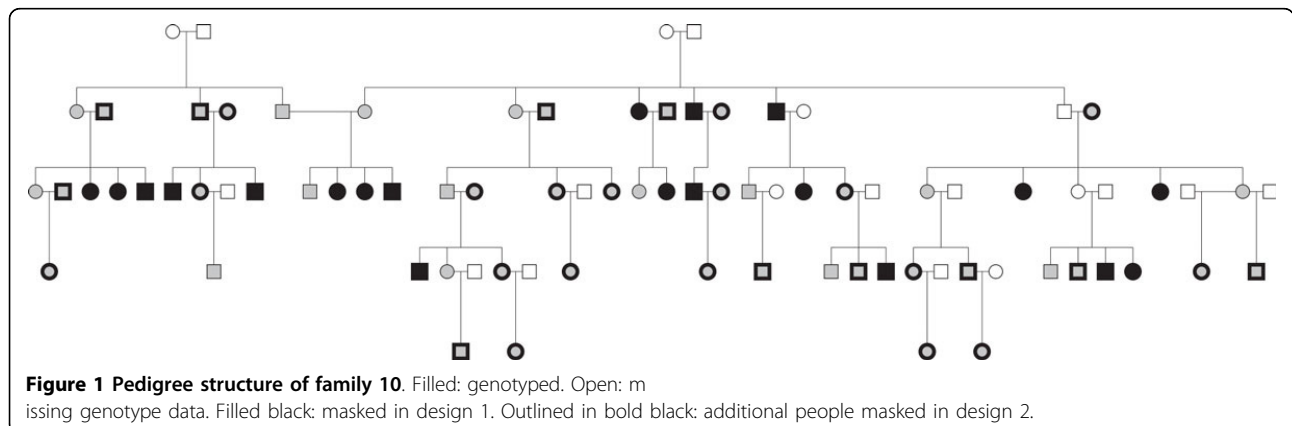 Figure 1 Pedigree structure of family 10. Filled: genotyped. Open: m
issing genotype data. Filled black: masked in design 1. Outlined in bold black: additional people masked in design 2.